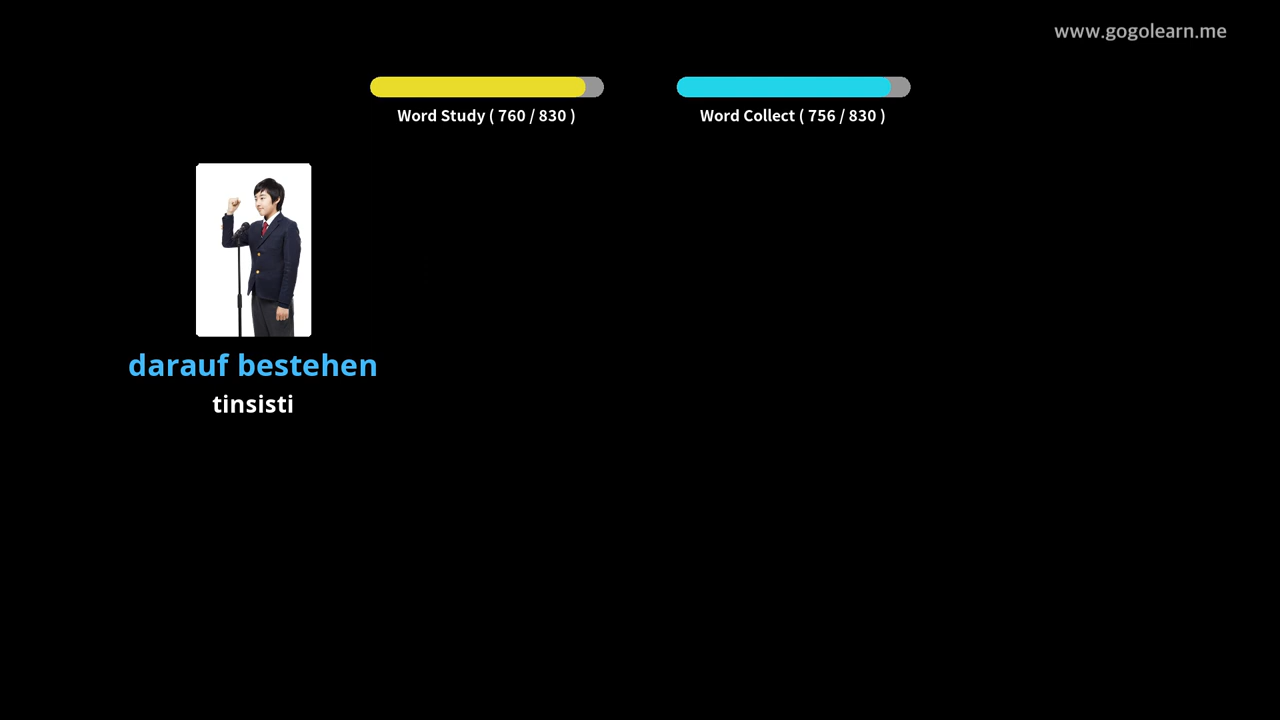 www.gogolearn.me
Word Study ( 760 / 830 )
Word Collect ( 756 / 830 )
darauf bestehen
tinsisti